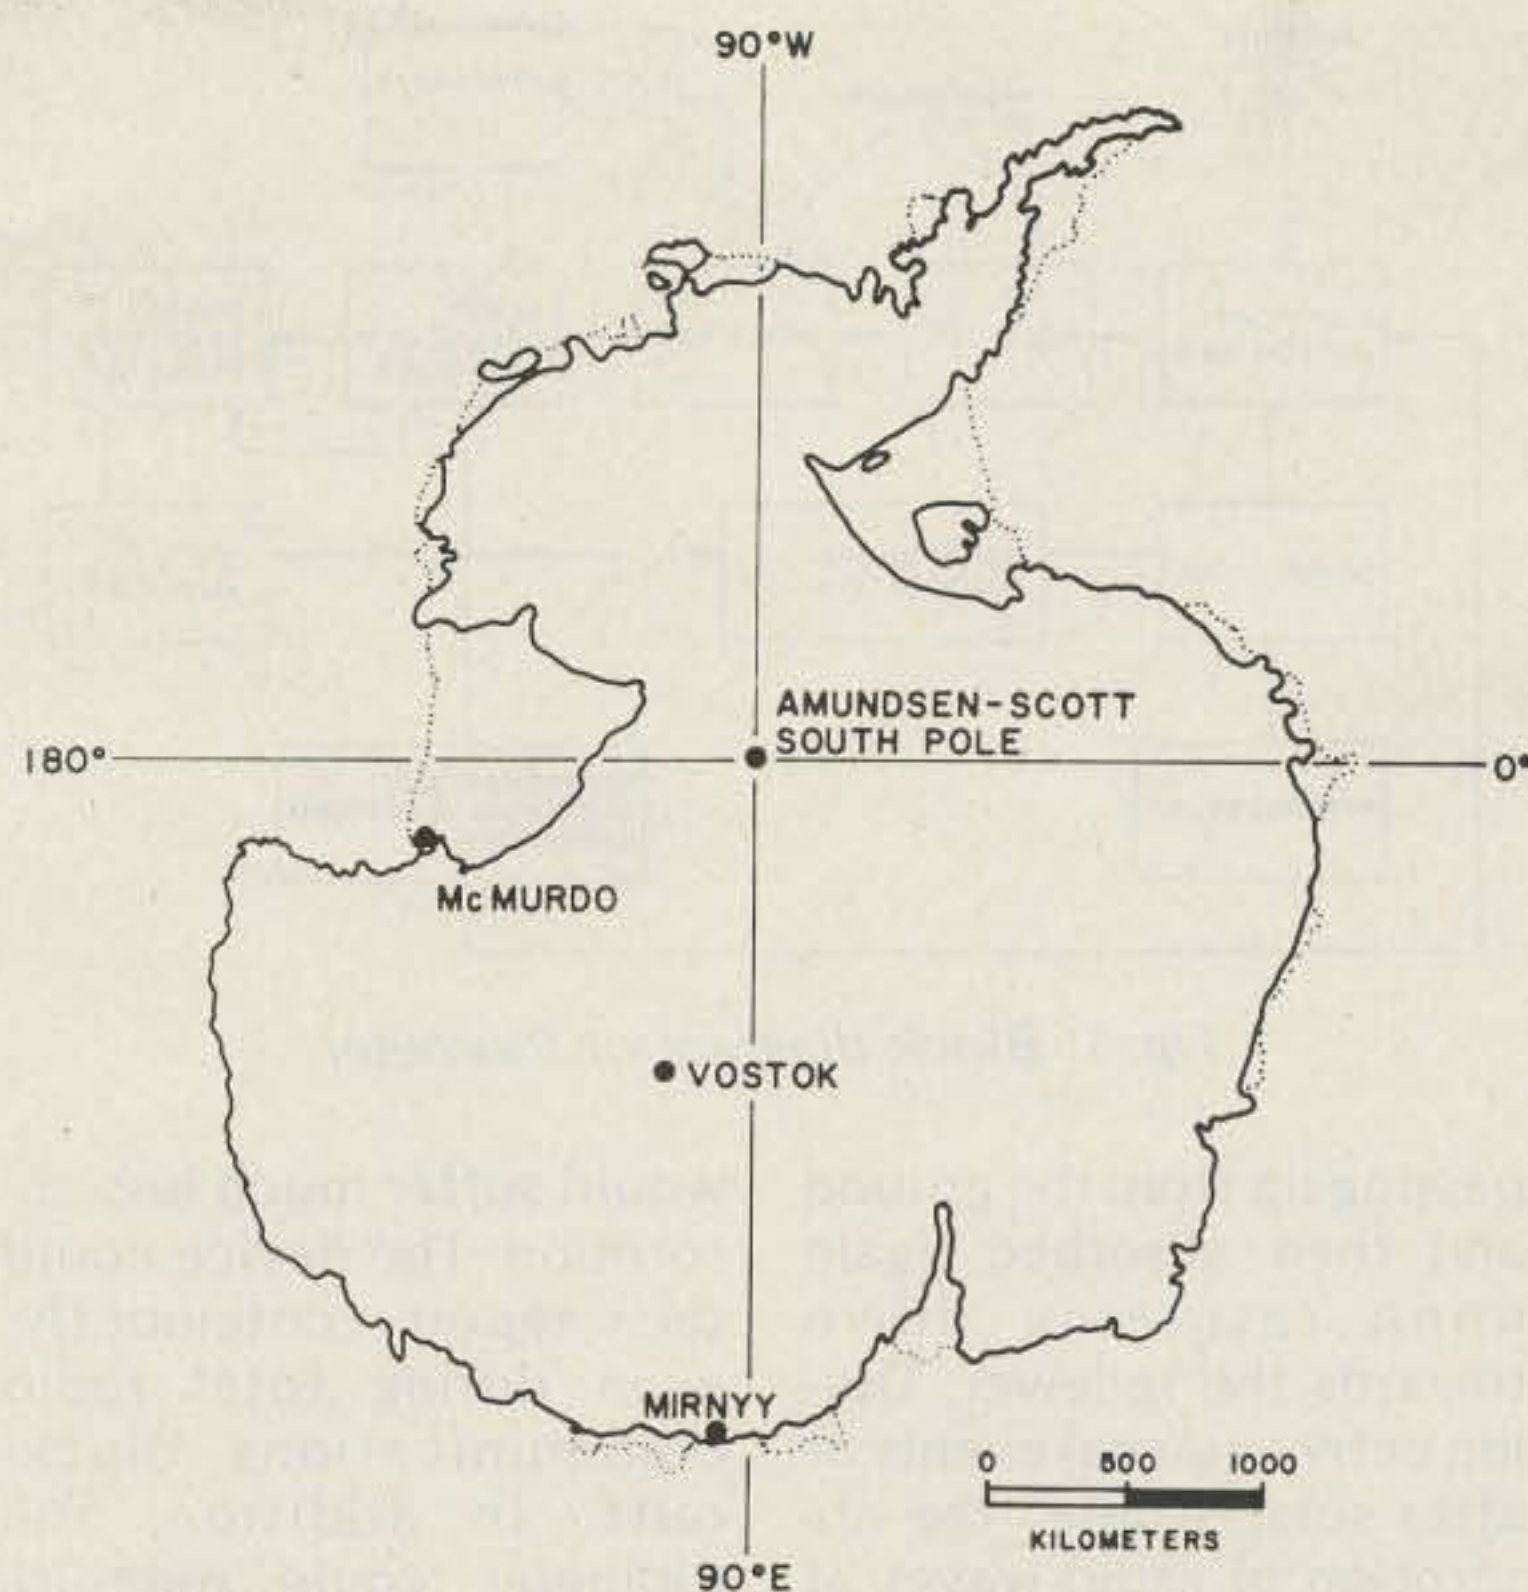 90°W
AMUNDSEN-SCOTT
SOUTH POLE
180°
0°
McMURDO
VOSTOK
MIRNYY
0 500 1000
KILOMETERS
90°E